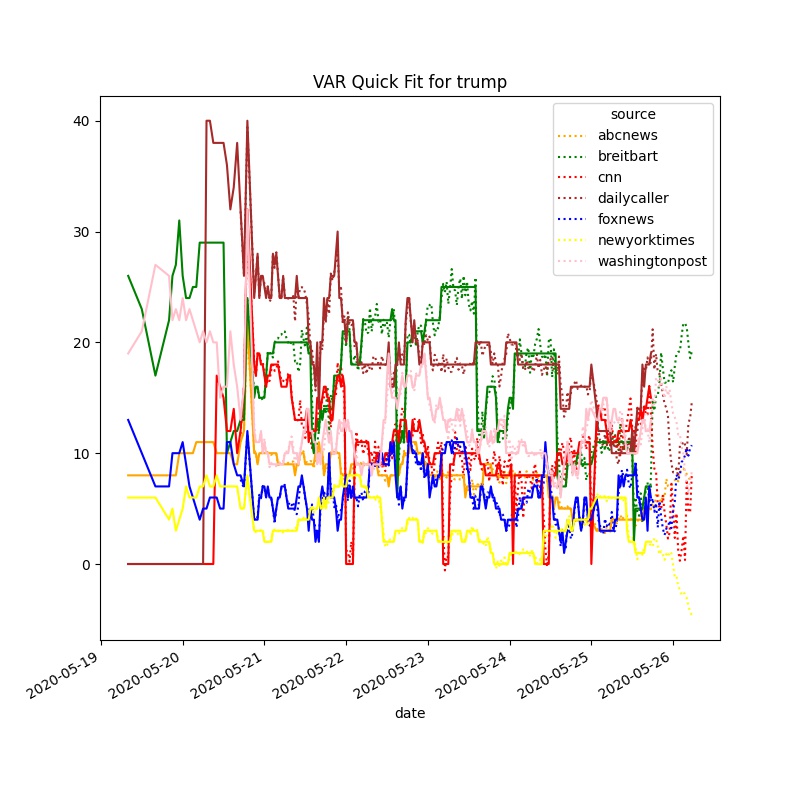 VAR Quick Fit for trump
source
abcnews
breitbart
cnn
dailycaller
foxnews
newyorktimes
washingtonpost
40
30
20
10
0
2020-05-19
2020-05-20
2020-05-21
2020-05-22
2020-05-23
2020-05-24
2020-05-25
2020-05-26
date